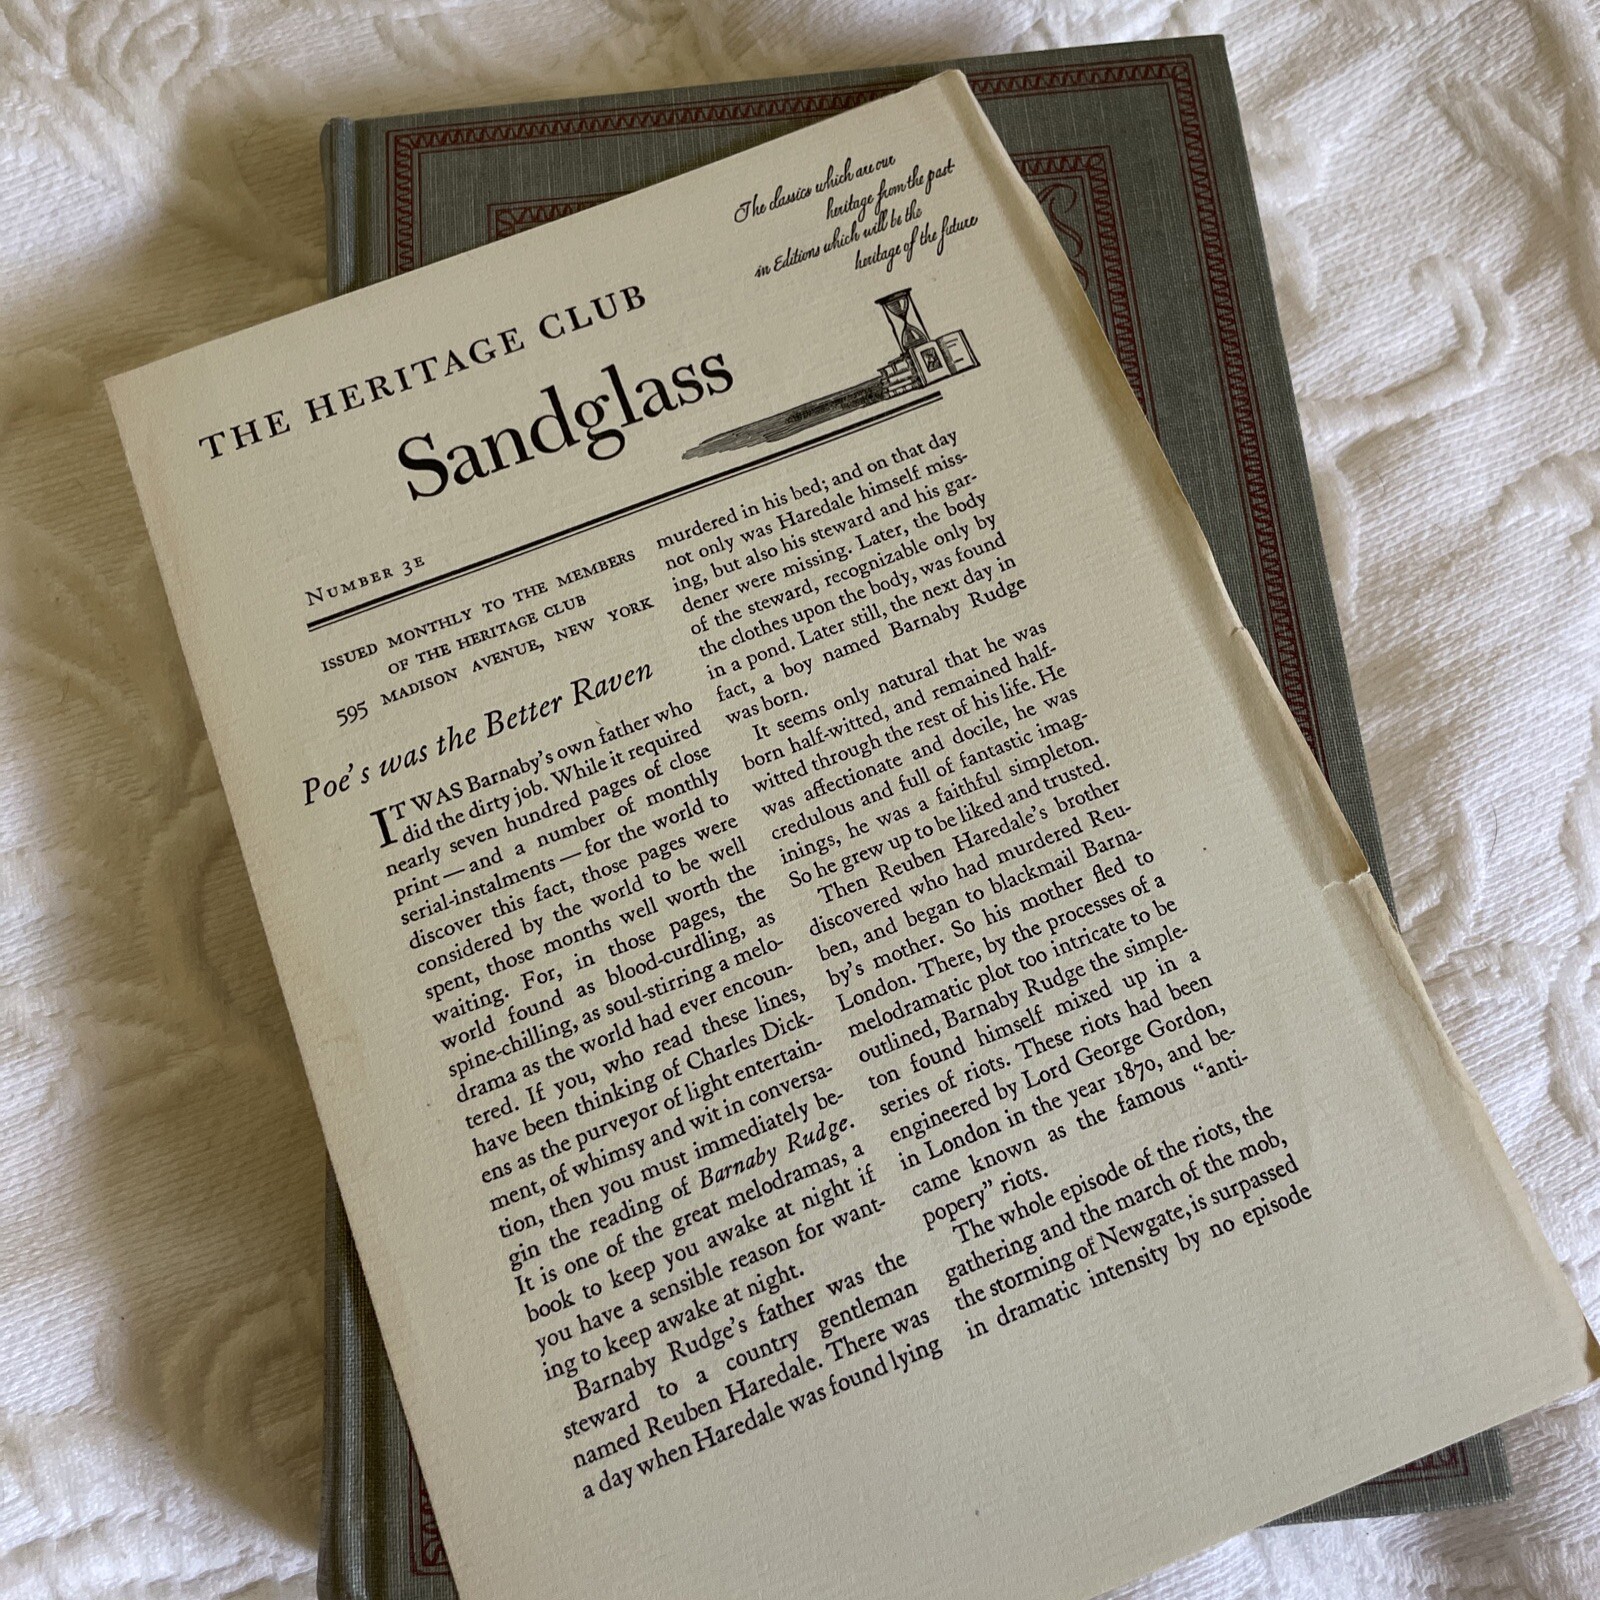 The classics which are our
heritage from the past
in Editions which will be the
heritage of the future
THE HERITAGE CLUB
Sandglass
NUMBER 3E
ISSUED MONTHLY TO THE MEMBERS
OF THE HERITAGE CLUB
595 MADISON AVENUE, NEW YORK
Poe's was the Better Raven
IT WAS Barnaby's own father who
did the dirty job. While it required
nearly seven hundred pages of close
print — and a number of monthly
serial-instalments — for the world to
discover this fact, those pages were
considered by the world to be well
spent, those months well worth the
waiting. For, in those pages, the
world found as blood-curdling, as
spine-chilling, as soul-stirring a melo-
drama as the world had ever encoun-
tered. If you, who read these lines,
have been thinking of Charles Dick-
ens as the purveyor of light entertain-
ment, of whimsy and wit in conversa-
tion, then you must immediately be-
gin the reading of Barnaby Rudge.
It is one of the great melodramas, a
book to keep you awake at night if
you have a sensible reason for want-
ing to keep awake at night.
Barnaby Rudge's father was the
steward to a country gentleman
named Reuben Haredale. There was
a day when Haredale was found lying
murdered in his bed; and on that day
not only was Haredale himself miss-
ing, but also his steward and his gar-
dener were missing. Later, the body
of the steward, recognizable only by
the clothes upon the body, was found
in a pond. Later still, the next day in
fact, a boy named Barnaby Rudge
was born.
It seems only natural that he was
born half-witted, and remained half-
witted through the rest of his life. He
was affectionate and docile, he was
credulous and full of fantastic imag-
inings, he was a faithful simpleton.
So he grew up to be liked and trusted.
Then Reuben Haredale's brother
discovered who had murdered Reu-
ben, and began to blackmail Barna-
by's mother. So his mother fled to
London. There, by the processes of a
melodramatic plot too intricate to be
outlined, Barnaby Rudge the simple-
ton found himself mixed up in a
series of riots. These riots had been
engineered by Lord George Gordon,
in London in the year 1870, and be-
came known as the famous "anti-
popery" riots.
The whole episode of the riots, the
gathering and the march of the mob,
the storming of Newgate, is surpassed
in dramatic intensity by no episode